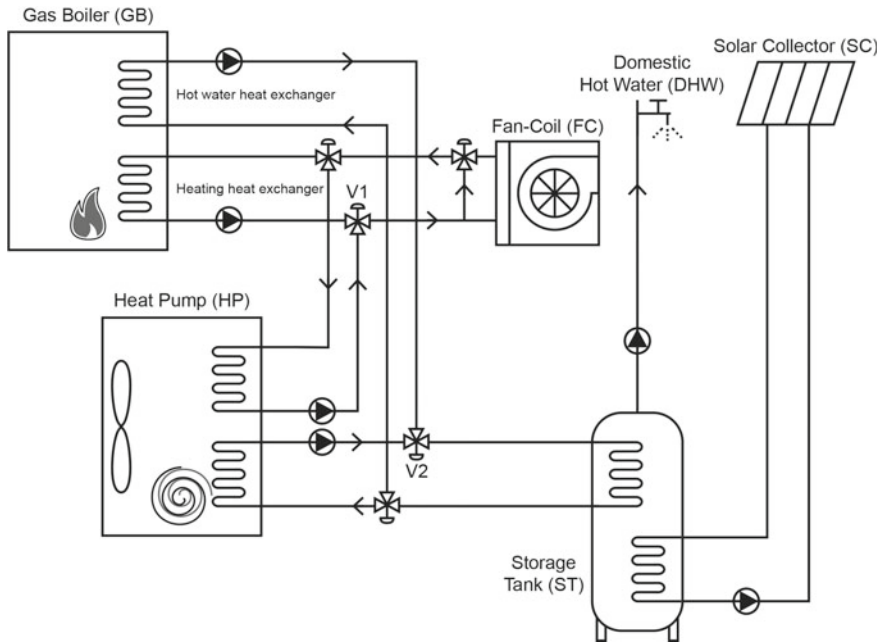 Gas Boiler (GB)
Hot water heat exchanger
Heating heat exchanger
V1
Fan-Coil (FC)
Domestic
Hot Water (DHW)
Solar Collector (SC)
Heat Pump (HP)
V2
Storage
Tank (ST)